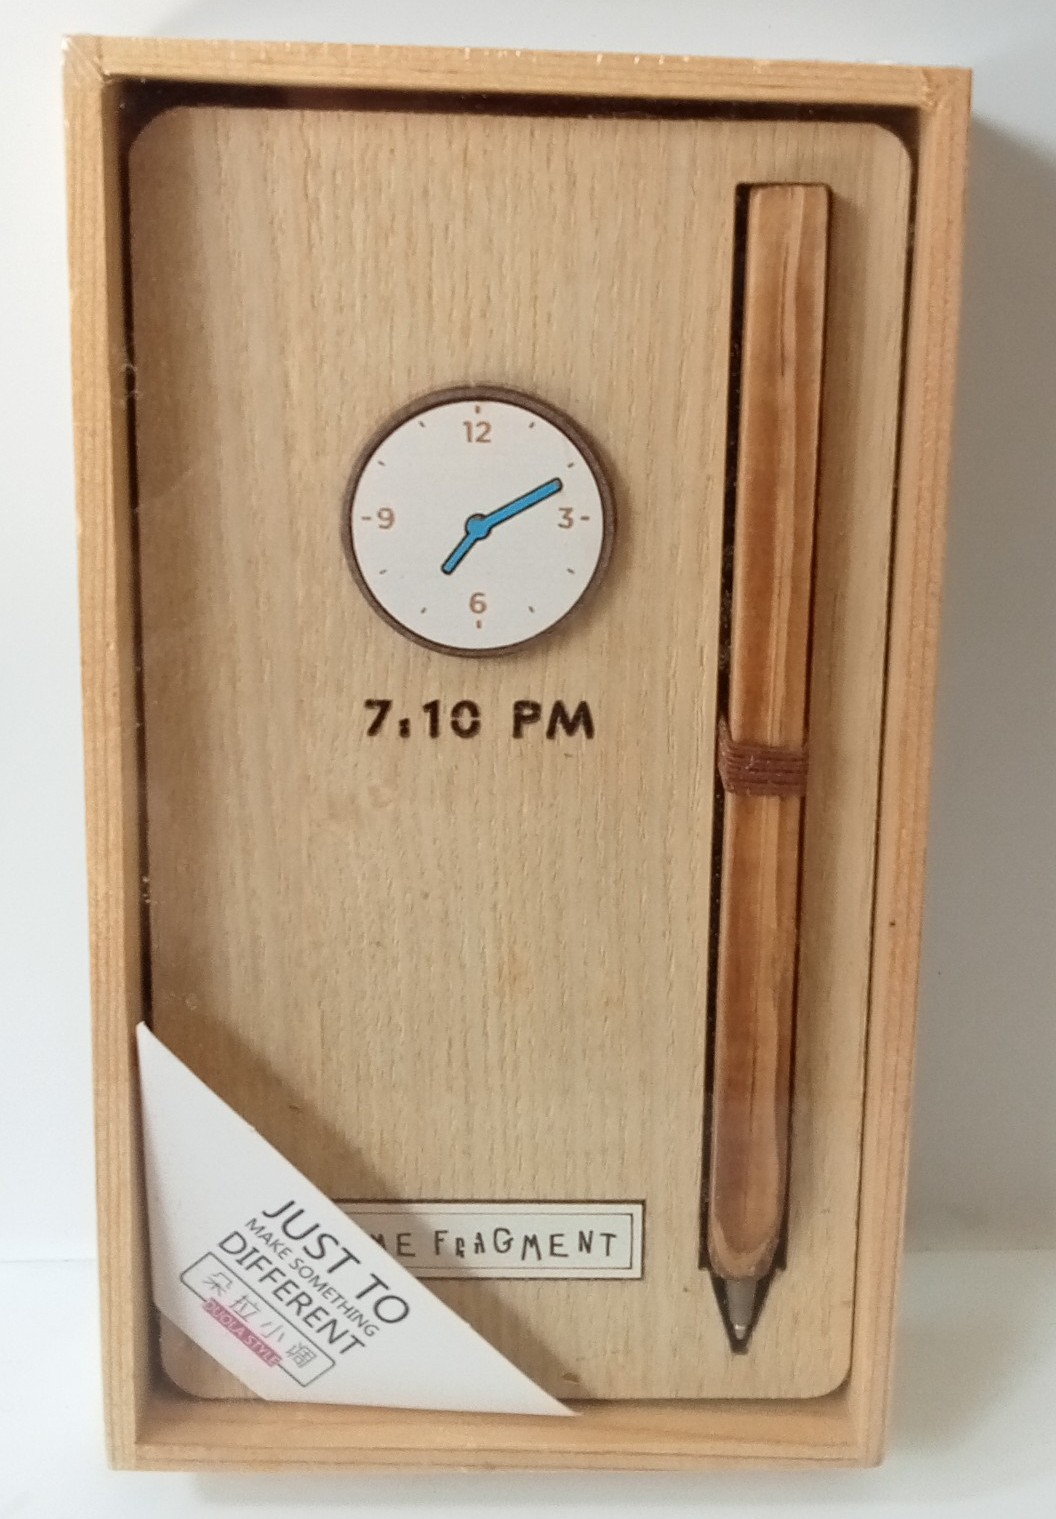 12
9
3
6
7:10 PM
ME FRAGMENT
JUST TO
MAKE SOMETHING
DIFFERENT
朵拉小调
DUOLA STYLE